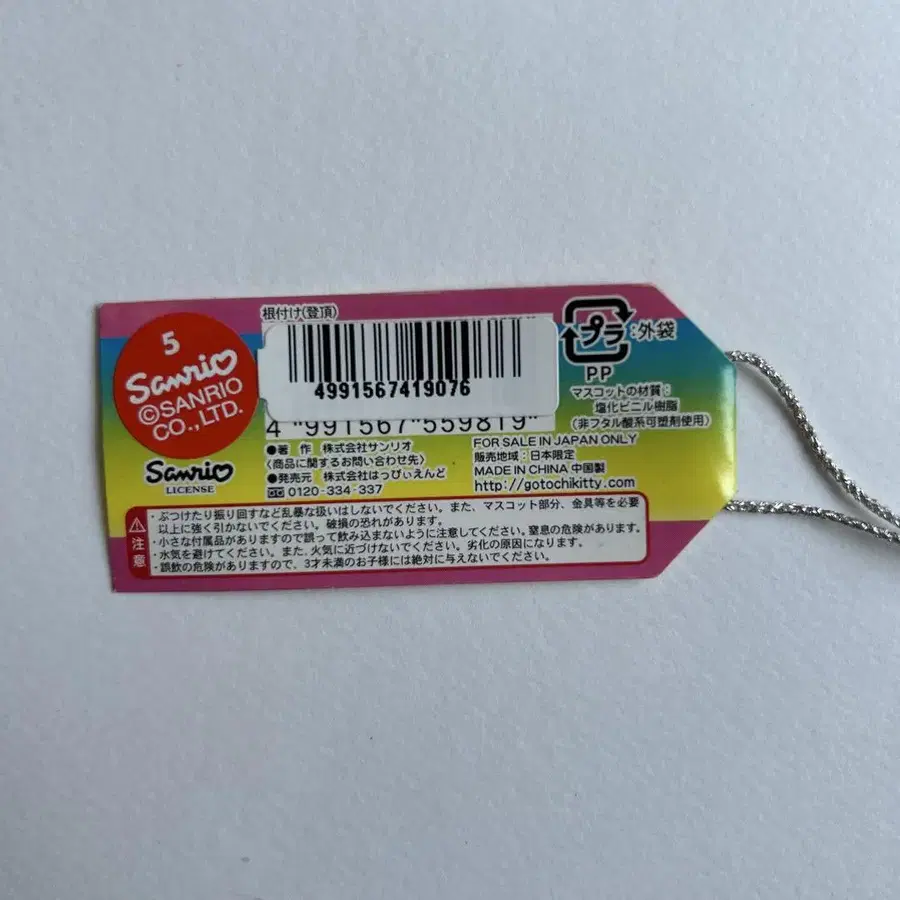 5
Sanrio
©SANRIO
CO., LTD.
Sanrio
LICENSE
根付け(登頂)
4991567419076
4 991567 559819
●著 作 株式会社サンリオ
〈商品に関するお問い合わせ先〉
●発売元 株式会社はっぴぃえんど
0120-334-337
プラ :外袋
PP
マスコットの材質:
塩化ビニル樹脂
(非フタル酸系可塑剤使用)
FOR SALE IN JAPAN ONLY
販売地域: 日本限定
MADE IN CHINA 中国製
http://gotochikitty.com
注意
・ぶつけたり振り回すなど乱暴な扱いはしないでください。また、マスコット部分、金具等を必要
以上に強く引かないでください。破損の恐れがあります。
・小さな付属品がありますので誤って飲み込まないように注意してください。窒息の危険があります。
・水気を避けてください。また、火気に近づけないでください。劣化の原因になります。
・誤飲の危険がありますので、3才未満のお子様には絶対に与えないでください。